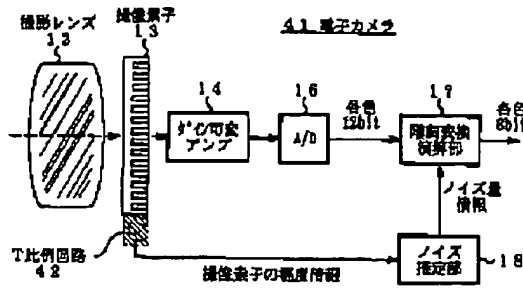 撮影レンズ
12
撮像素子
13
41 電子カメラ
14
ゲイン可変
アンプ
16
A/D
各色
12bit
17
階調変換
演算部
各色
8bit
ノイズ量
情報
T比例回路
42
撮像素子の温度情報
ノイズ
推定部
18